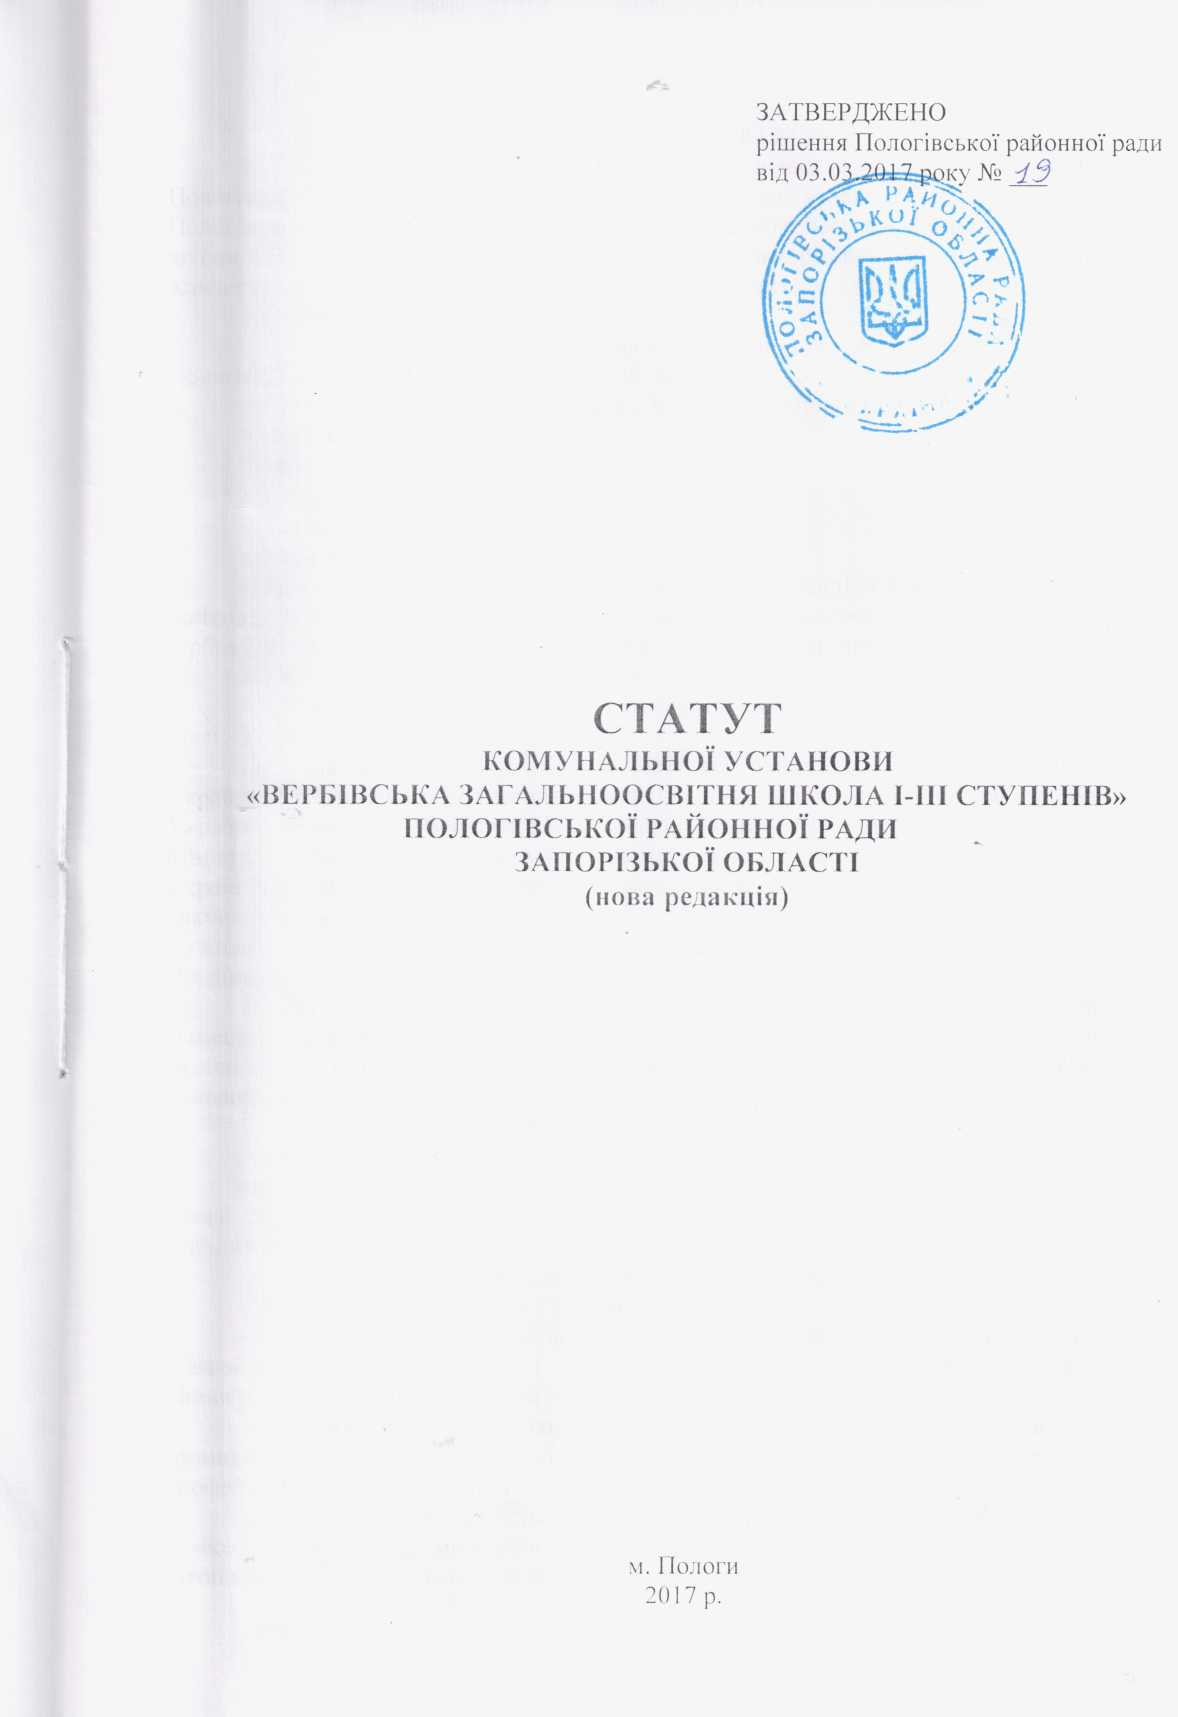 ЗАТВЕРДЖЕНО
рішення Пологівської районної ради
від 03.03.2017 року № 19
ПОЛОГІВСЬКА РАЙОННА РАДА
ЗАПОРІЗЬКОЇ ОБЛАСТІ
СТАТУТ
КОМУНАЛЬНОЇ УСТАНОВИ
«ВЕРБІВСЬКА ЗАГАЛЬНООСВІТНЯ ШКОЛА І-ІІІ СТУПЕНІВ»
ПОЛОГІВСЬКОЇ РАЙОННОЇ РАДИ
ЗАПОРІЗЬКОЇ ОБЛАСТІ
(нова редакція)
м. Пологи
2017 р.